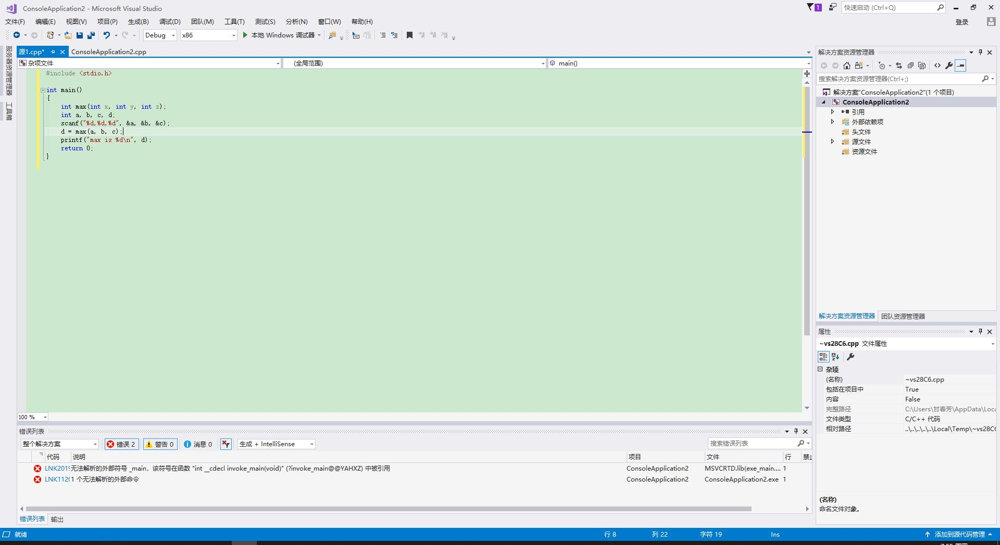 ConsoleApplication2 - Microsoft Visual Studio
1
快速启动 (Ctrl+Q)
文件(F) 编辑(E) 视图(V) 项目(P) 生成(B) 调试(D) 团队(M) 工具(T) 测试(S) 分析(N) 窗口(W) 帮助(H)
登录
Debug x86 本地 Windows 调试器
服务器资源管理器
工具箱
源1.cpp* ConsoleApplication2.cpp
杂项文件 (全局范围) main()
#include <stdio.h>
int main()
{
int max(int x, int y, int z);
int a, b, c, d;
scanf("%d,%d,%d", &a, &b, &c);
d = max(a, b, c);
printf("max is %d\n", d);
return 0;
}
100 %
错误列表
整个解决方案 错误 2 警告 0 消息 0 生成 + IntelliSense
搜索错误列表
代码 说明 项目 文件 行 禁止
LNK2019 无法解析的外部符号 _main，该符号在函数 "int __cdecl invoke_main(void)" (?invoke_main@@YAHXZ) 中被引用 ConsoleApplication2 MSVCRTD.lib(exe_main.... 1
LNK1120 1 个无法解析的外部命令 ConsoleApplication2 ConsoleApplication2.exe 1
错误列表 输出
解决方案资源管理器
搜索解决方案资源管理器(Ctrl+;)
解决方案"ConsoleApplication2"(1 个项目)
ConsoleApplication2
引用
外部依赖项
头文件
源文件
资源文件
解决方案资源管理器 团队资源管理器
属性
~vs28C6.cpp 文件属性
杂项
(名称) ~vs28C6.cpp
包括在项目中 True
内容 False
完整路径 C:\Users\甘春芳\AppData\Loca
文件类型 C/C++ 代码
相对路径 ..\..\..\..\..\Local\Temp\~vs28C6
(名称)
命名文件对象。
就绪 行 8 列 22 字符 19 Ins 添加到源代码管理